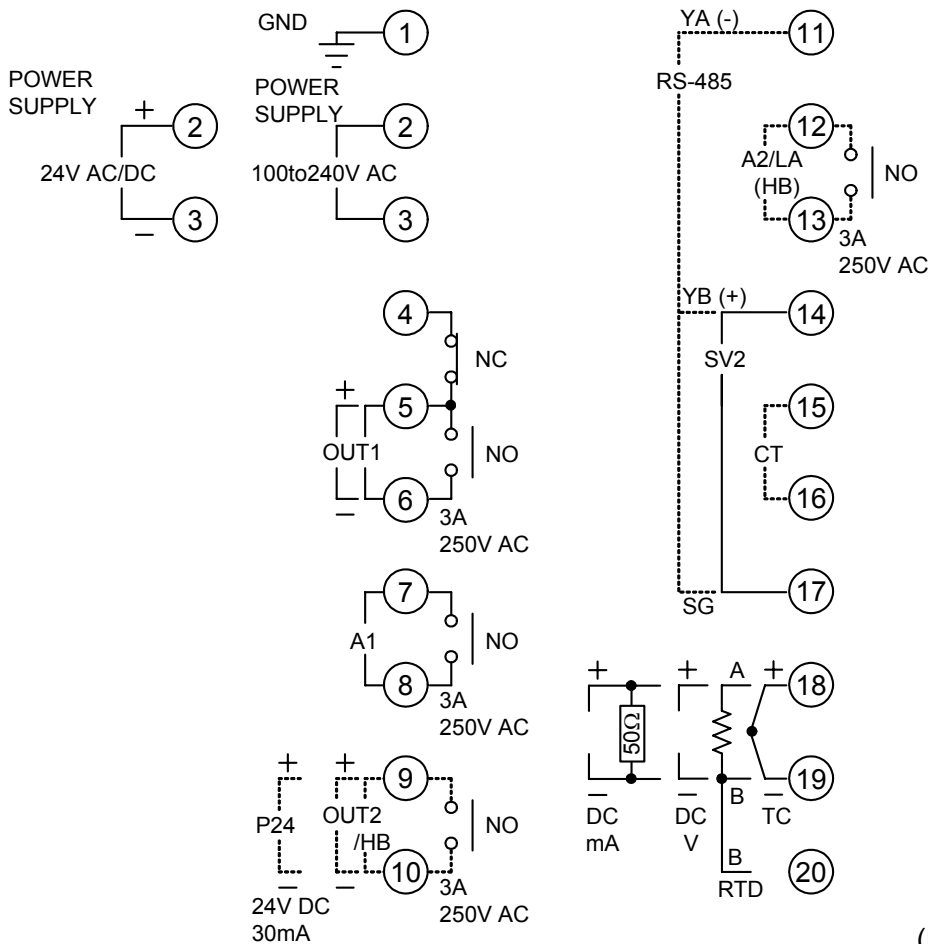 GND
1
YA (-)
11
POWER
SUPPLY
+
2
24V AC/DC
3
−
POWER
SUPPLY
2
100to240V AC
3
RS-485
12
A2/LA
(HB)
NO
13
3A
250V AC
4
NC
+
5
OUT1
NO
−
6
3A
250V AC
YB (+)
14
SV2
15
CT
16
7
A1
NO
8
3A
250V AC
SG
17
+
+
A
+
18
50Ω
−
−
B
−
19
DC
mA
DC
V
TC
B
RTD
20
+
+
9
P24
OUT2
/HB
NO
−
−
10
24V DC
30mA
3A
250V AC
(